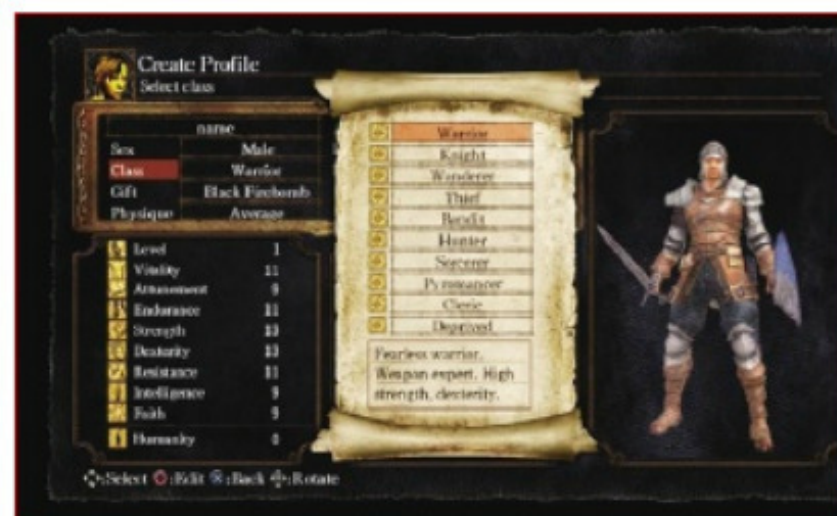 Create Profile
Select class
name
Sex Male
Class Warrior
Gift Black Firebomb
Physique Average
Level 1
Vitality 11
Attunement 9
Endurance 11
Strength 13
Dexterity 13
Resistance 11
Intelligence 9
Faith 9
Humanity 0
Warrior
Knight
Wanderer
Thief
Bandit
Hunter
Sorcerer
Pyromancer
Cleric
Deprived
Fearless warrior.
Weapon expert. High
strength, dexterity.
:Select :Edit :Back :Rotate